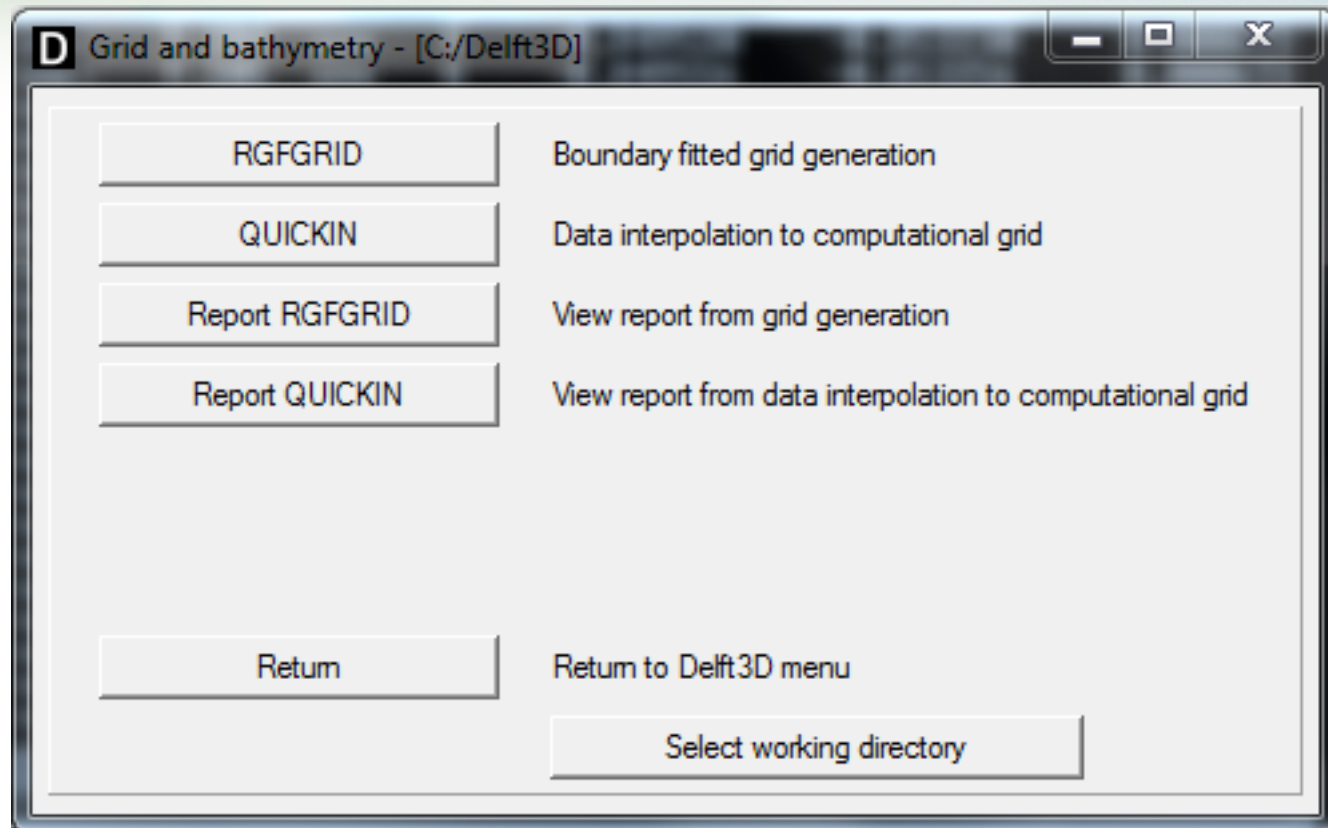 D Grid and bathymetry - [C:/Delft3D]
RGFGRID Boundary fitted grid generation
QUICKIN Data interpolation to computational grid
Report RGFGRID View report from grid generation
Report QUICKIN View report from data interpolation to computational grid
Return Return to Delft3D menu
Select working directory